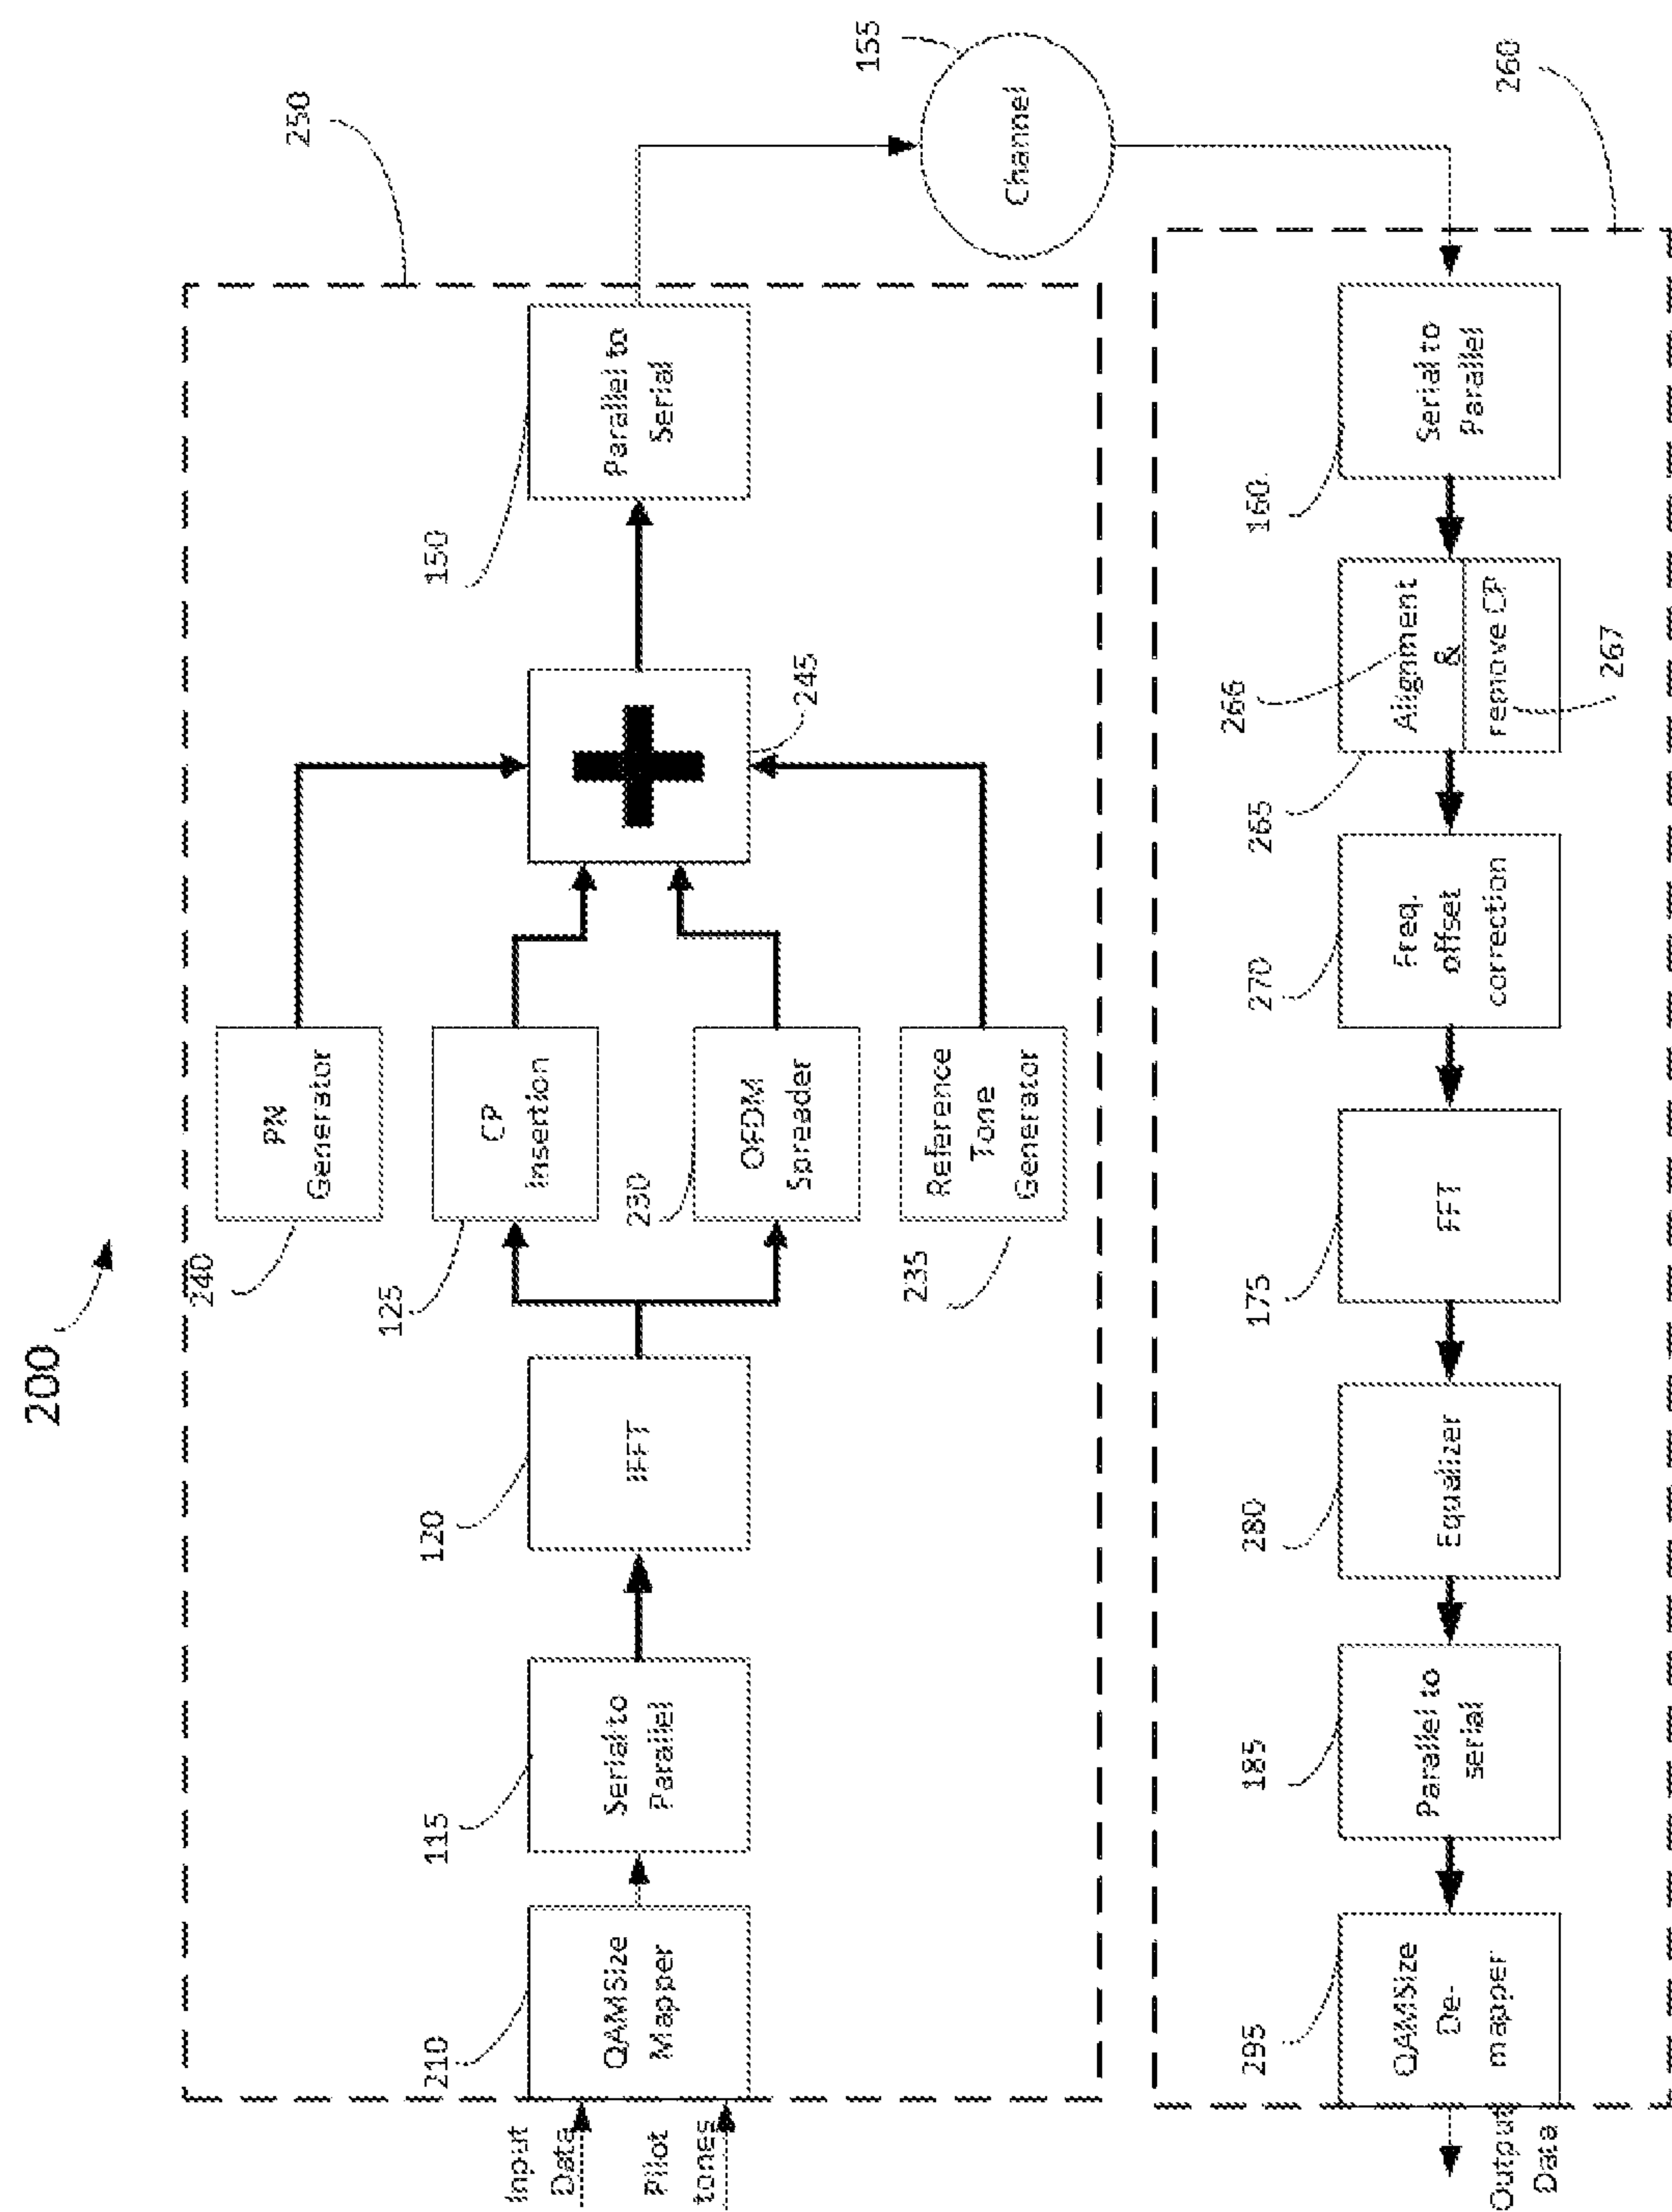 200
250
240
PN
Generator
125
CP
Insertion
230
OFDM
Spreader
235
Reference
Tone
Generator
Input
Data
Pilot
tones
210
QAMSize
Mapper
115
Serial to
Parallel
120
IFFT
245
150
Parallel to
Serial
155
Channel
260
160
Serial to
Parallel
265
266
Alignment
&
remove CP
267
270
Freq.
offset
correction
175
FFT
280
Equalizer
185
Parallel to
serial
295
QAMSize
De-
mapper
Output
Data